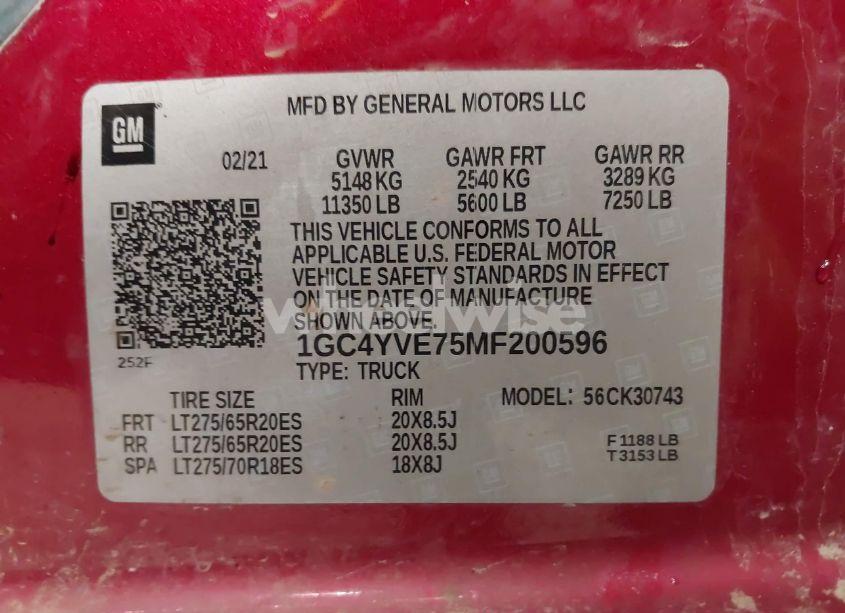 GM
MFD BY GENERAL MOTORS LLC
02/21 GVWR GAWR FRT GAWR RR
5148 KG 2540 KG 3289 KG
11350 LB 5600 LB 7250 LB
THIS VEHICLE CONFORMS TO ALL
APPLICABLE U.S. FEDERAL MOTOR
VEHICLE SAFETY STANDARDS IN EFFECT
ON THE DATE OF MANUFACTURE
SHOWN ABOVE.
1GC4YVE75MF200596
252F
TYPE: TRUCK
TIRE SIZE RIM MODEL: 56CK30743
FRT LT275/65R20ES 20X8.5J
RR LT275/65R20ES 20X8.5J F 1188 LB
SPA LT275/70R18ES 18X8J T 3153 LB